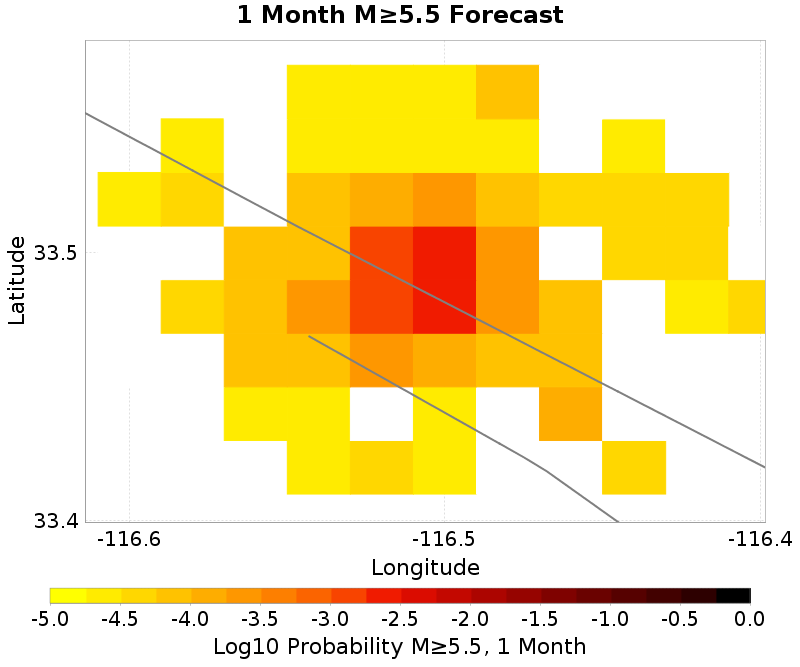 1 Month M≥5.5 Forecast
Latitude
33.5
33.4
-116.6 -116.5 -116.4
Longitude
-5.0 -4.5 -4.0 -3.5 -3.0 -2.5 -2.0 -1.5 -1.0 -0.5 0.0
Log10 Probability M≥5.5, 1 Month